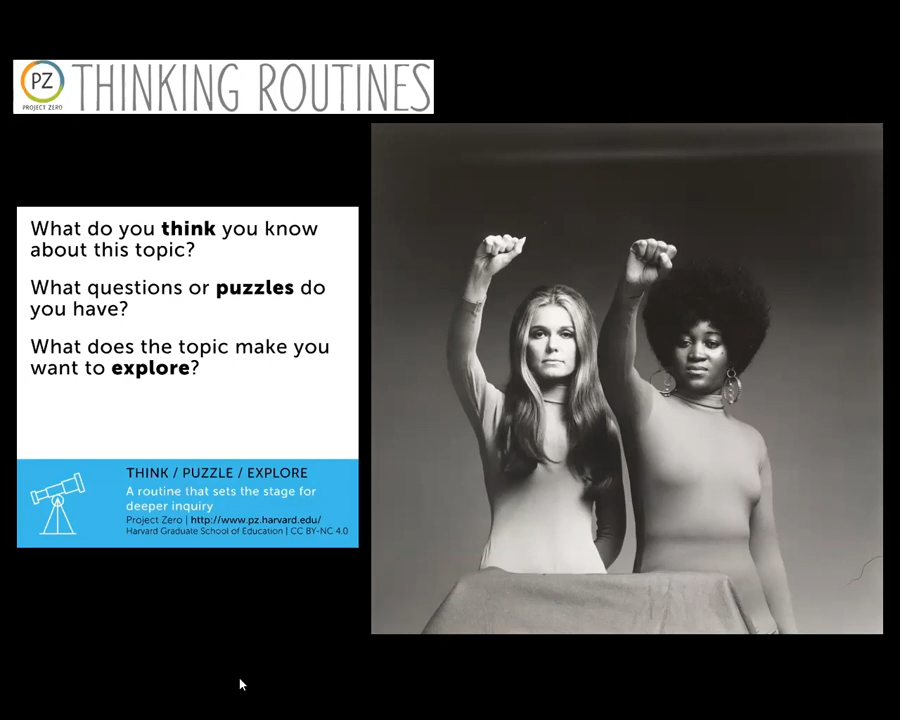 PZ THINKING ROUTINES
PROJECT ZERO
What do you think you know
about this topic?
What questions or puzzles do
you have?
What does the topic make you
want to explore?
THINK / PUZZLE / EXPLORE
A routine that sets the stage for
deeper inquiry
Project Zero | http://www.pz.harvard.edu/
Harvard Graduate School of Education | CC BY-NC 4.0